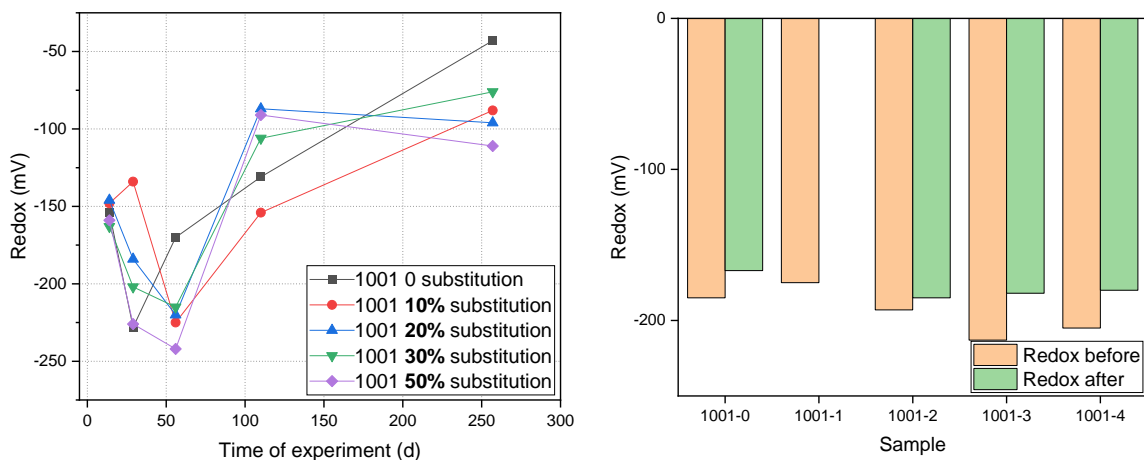 -50
-100
-150
-200
-250
Redox (mV)
0 50 100 150 200 250 300
Time of experiment (d)
1001 0 substitution
1001 10% substitution
1001 20% substitution
1001 30% substitution
1001 50% substitution
0
-100
-200
Redox (mV)
1001-0 1001-1 1001-2 1001-3 1001-4
Sample
Redox before
Redox after